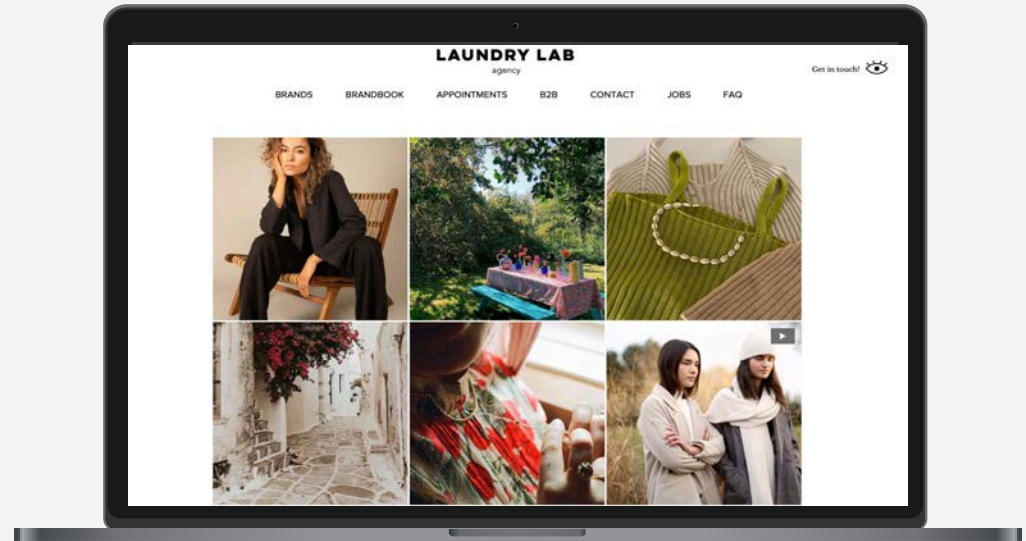 LAUNDRY LAB
agency
Get in touch!
BRANDS BRANDBOOK APPOINTMENTS B2B CONTACT JOBS FAQ